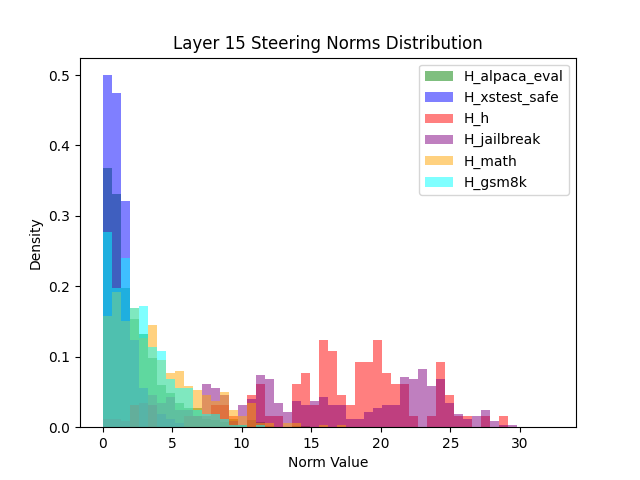 Layer 15 Steering Norms Distribution
0.5
0.4
0.3
0.2
0.1
0.0
Density
H_alpaca_eval
H_xstest_safe
H_h
H_jailbreak
H_math
H_gsm8k
0 5 10 15 20 25 30
Norm Value